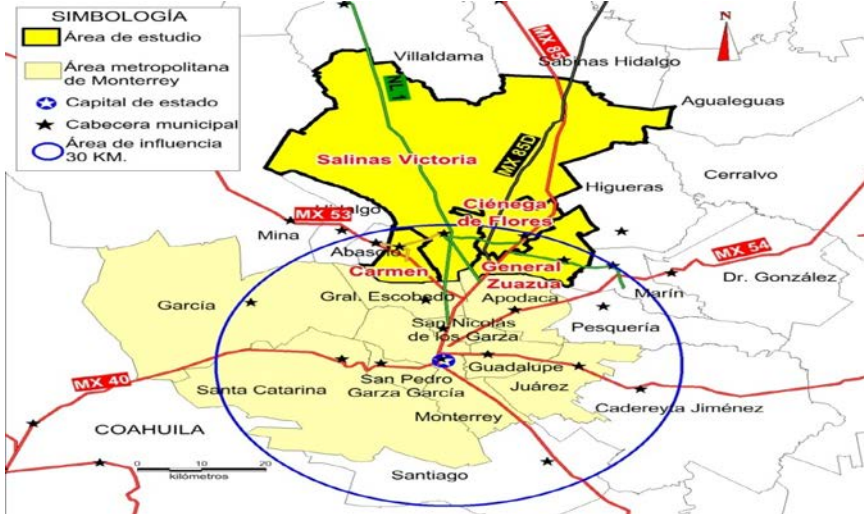 SIMBOLOGÍA
Área de estudio
Área metropolitana
de Monterrey
Capital de estado
Cabecera municipal
Área de influencia
30 KM.
N
Villaldama
MX 85
Sabinas Hidalgo
NL 1
Agualeguas
MX 85D
Salinas Victoria
Cerralvo
Higueras
Ciénega
de Flores
Hidalgo
MX 53
Mina
Abasolo
MX 54
Carmen
General
Zuazua
Dr. González
Marín
García
Gral. Escobedo
Apodaca
San Nicolás
de los Garza
Pesquería
MX 40
Guadalupe
Santa Catarina
San Pedro
Garza García
Juárez
Monterrey
Cadereyta Jiménez
COAHUILA
Santiago
0 10 20
kilómetros